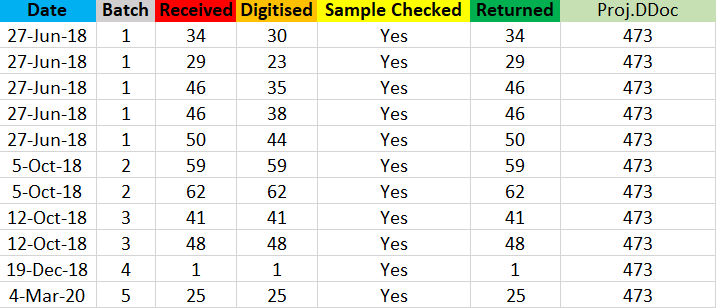 Date Batch Received Digitised Sample Checked Returned Proj.DDoc
27-Jun-18 1 34 30 Yes 34 473
27-Jun-18 1 29 23 Yes 29 473
27-Jun-18 1 46 35 Yes 46 473
27-Jun-18 1 46 38 Yes 46 473
27-Jun-18 1 50 44 Yes 50 473
5-Oct-18 2 59 59 Yes 59 473
5-Oct-18 2 62 62 Yes 62 473
12-Oct-18 3 41 41 Yes 41 473
12-Oct-18 3 48 48 Yes 48 473
19-Dec-18 4 1 1 Yes 1 473
4-Mar-20 5 25 25 Yes 25 473